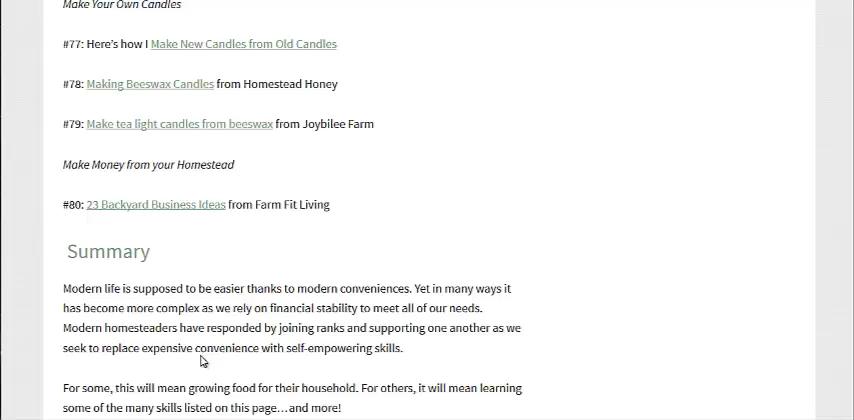 Make Your Own Candles
#77: Here's how I Make New Candles from Old Candles
#78: Making Beeswax Candles from Homestead Honey
#79: Make tea light candles from beeswax from Joybilee Farm
Make Money from your Homestead
#80: 23 Backyard Business Ideas from Farm Fit Living
Summary
Modern life is supposed to be easier thanks to modern conveniences. Yet in many ways it
has become more complex as we rely on financial stability to meet all of our needs.
Modern homesteaders have responded by joining ranks and supporting one another as we
seek to replace expensive convenience with self-empowering skills.
For some, this will mean growing food for their household. For others, it will mean learning
some of the many skills listed on this page…and more!